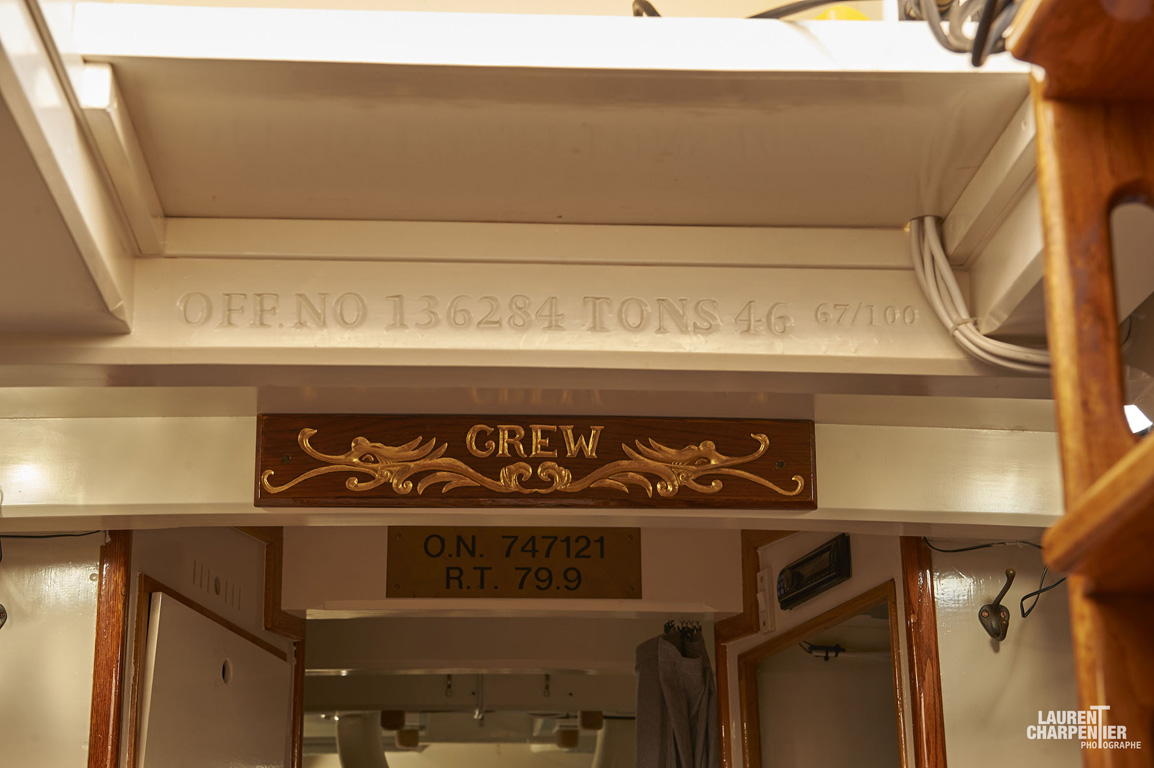 OFF. NO 136284 TONS 46 67/100
CREW
O.N. 747121
R.T. 79.9
LAURENT
CHARPENTIER
PHOTOGRAPHE